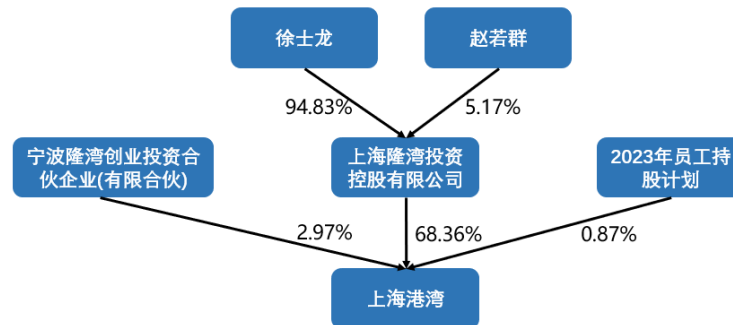 徐士龙
赵若群
94.83%
5.17%
宁波隆湾创业投资合
伙企业(有限合伙)
上海隆湾投资
控股有限公司
2023年员工持
股计划
2.97%
68.36%
0.87%
上海港湾